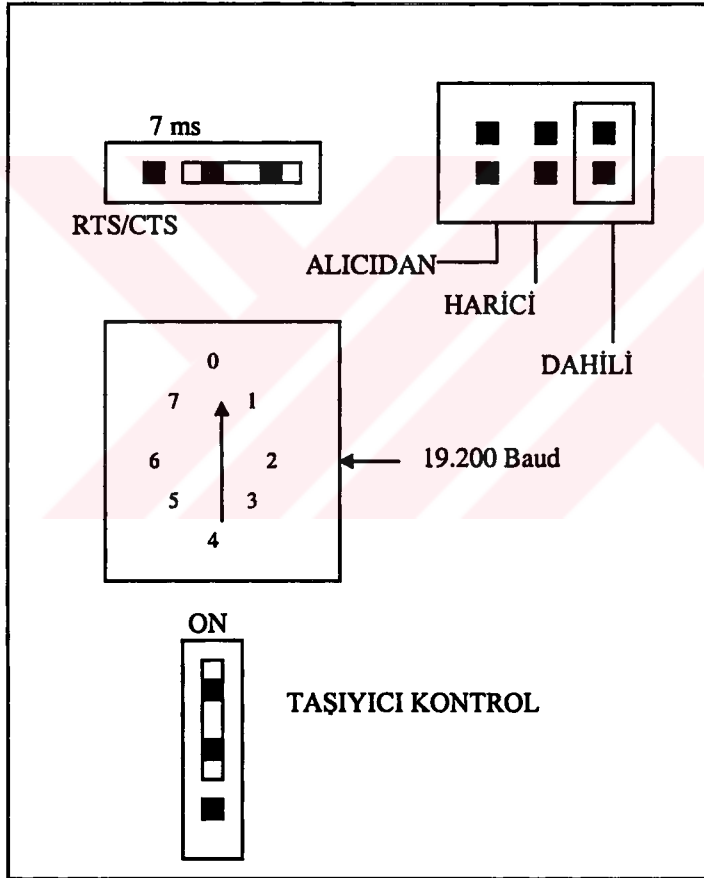 7 ms
RTS/CTS
ALICIDAN
HARİCİ
DAHİLİ
0
7 1
6 2
5 3
4
19.200 Baud
ON
TAŞIYICI KONTROL